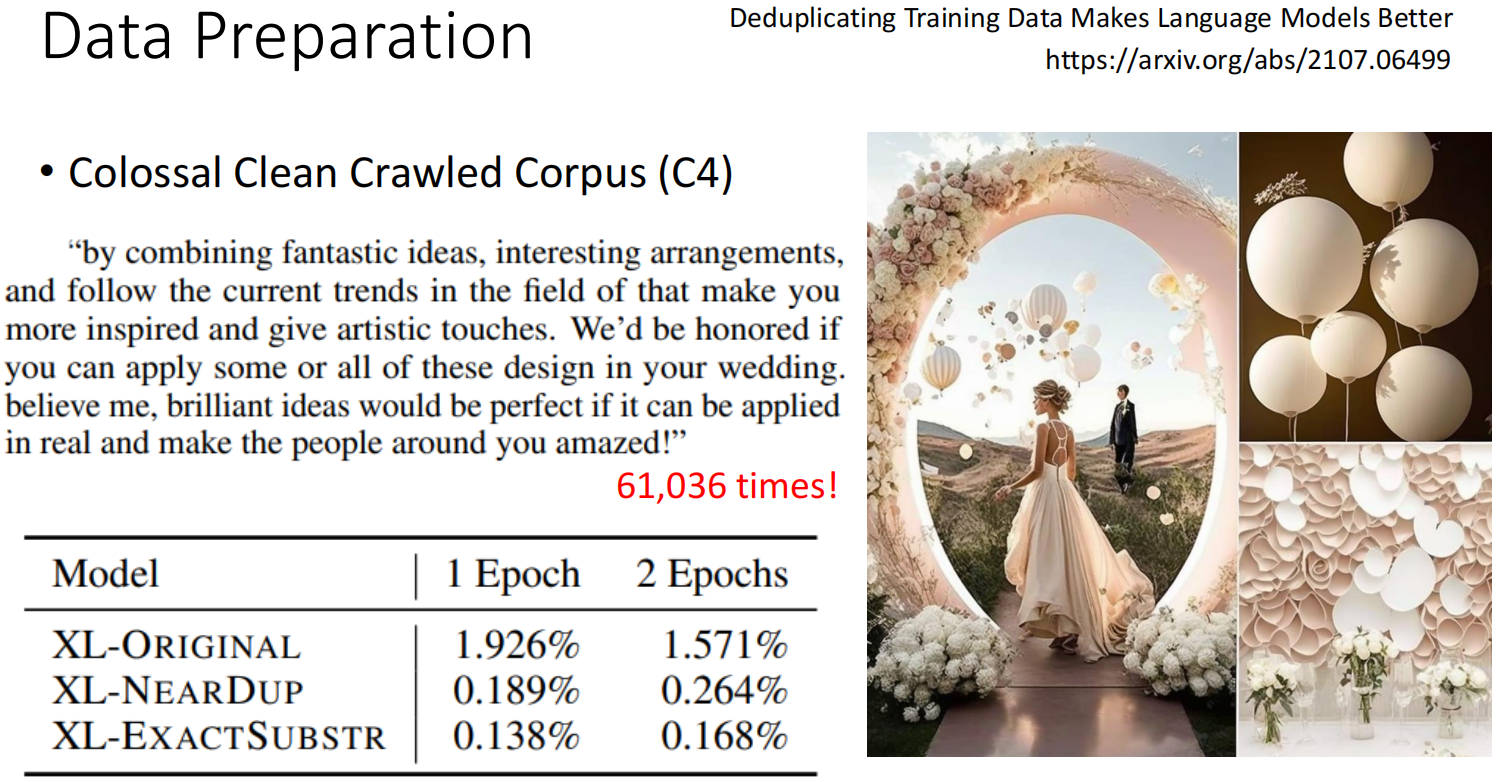 Data Preparation
Deduplicating Training Data Makes Language Models Better
https://arxiv.org/abs/2107.06499
• Colossal Clean Crawled Corpus (C4)
“by combining fantastic ideas, interesting arrangements,
and follow the current trends in the field of that make you
more inspired and give artistic touches. We’d be honored if
you can apply some or all of these design in your wedding.
believe me, brilliant ideas would be perfect if it can be applied
in real and make the people around you amazed!”
61,036 times!
Model 1 Epoch 2 Epochs
XL-ORIGINAL 1.926% 1.571%
XL-NEARDUP 0.189% 0.264%
XL-EXACTSUBSTR 0.138% 0.168%